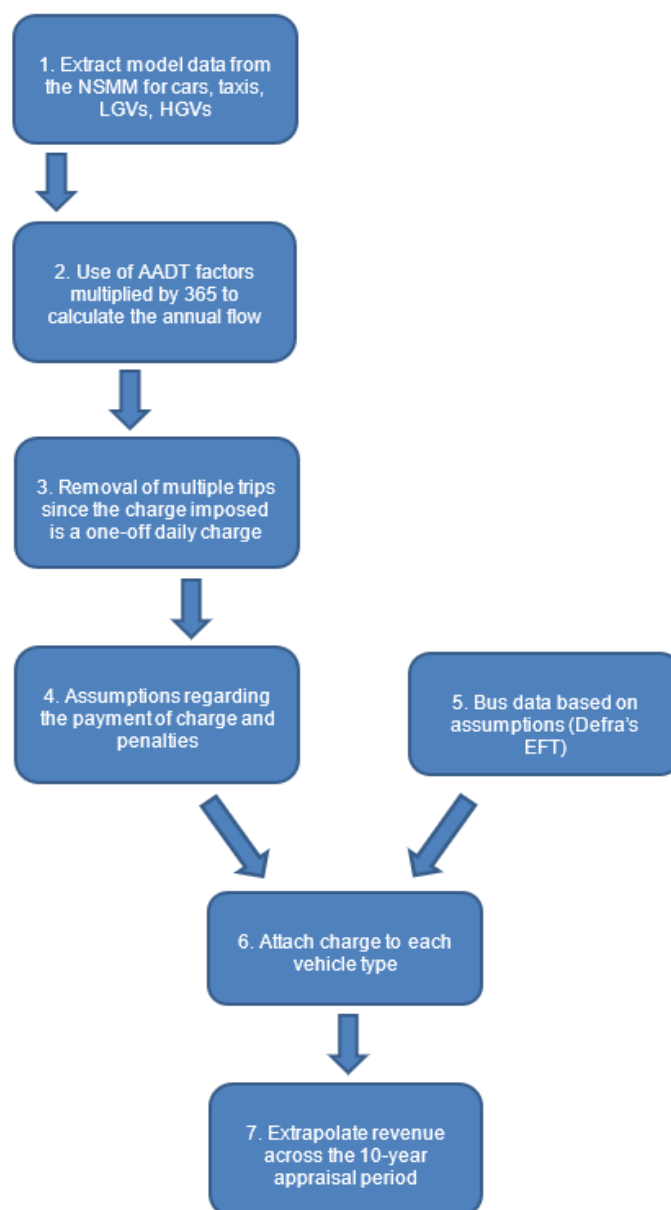 1. Extract model data from
the NSMM for cars, taxis,
LGVs, HGVs
2. Use of AADT factors
multiplied by 365 to
calculate the annual flow
3. Removal of multiple trips
since the charge imposed
is a one-off daily charge
4. Assumptions regarding
the payment of charge and
penalties
5. Bus data based on
assumptions (Defra's
EFT)
6. Attach charge to each
vehicle type
7. Extrapolate revenue
across the 10-year
appraisal period